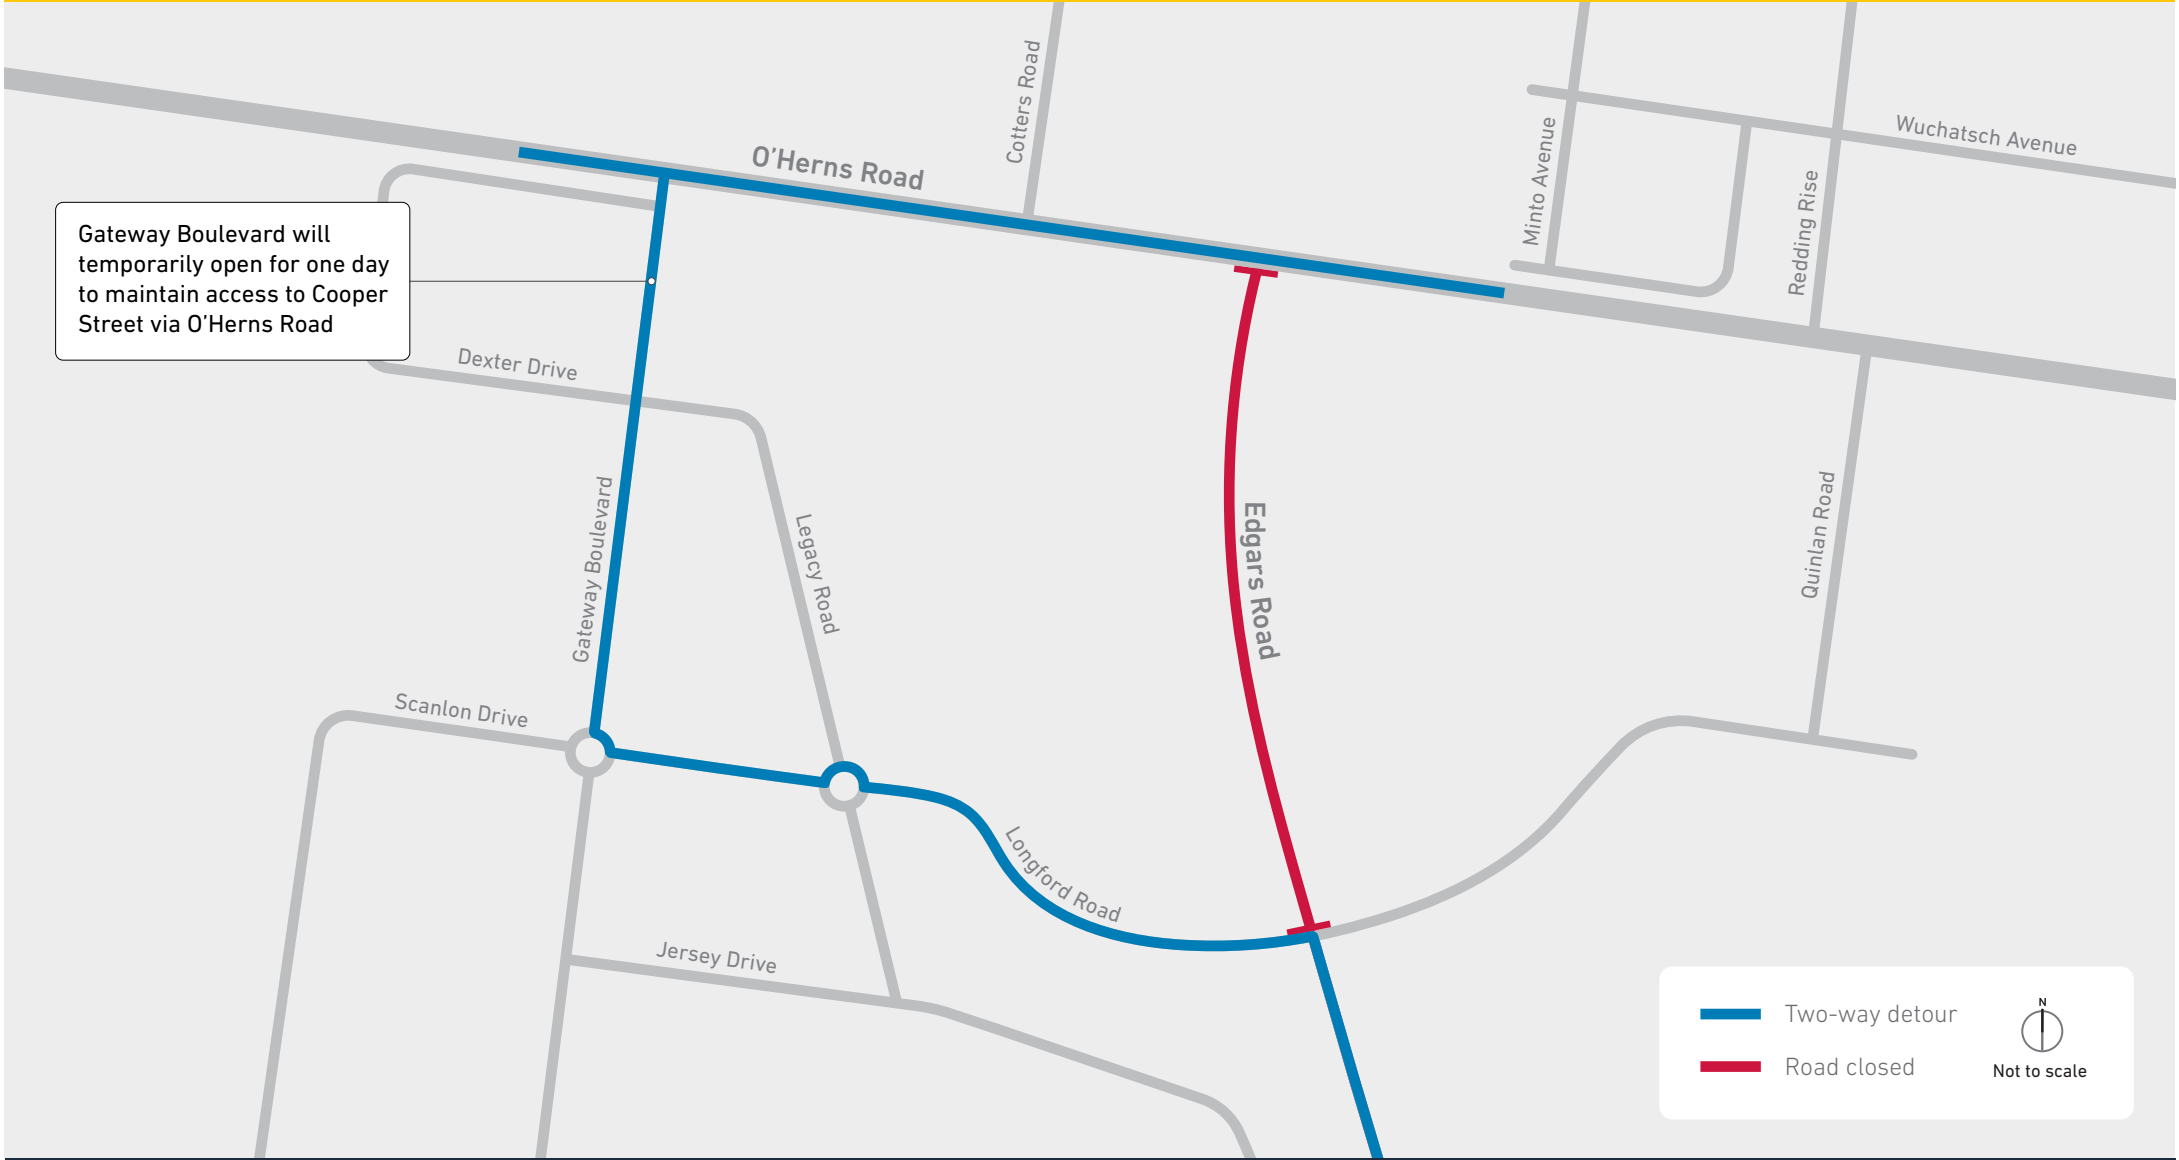 Cotters Road
O'Herns Road
Minto Avenue
Wuchatsch Avenue
Redding Rise
Gateway Boulevard will
temporarily open for one day
to maintain access to Cooper
Street via O'Herns Road
Dexter Drive
Gateway Boulevard
Legacy Road
Edgars Road
Quinlan Road
Scanlon Drive
Longford Road
Jersey Drive
Two-way detour
Road closed
N
Not to scale